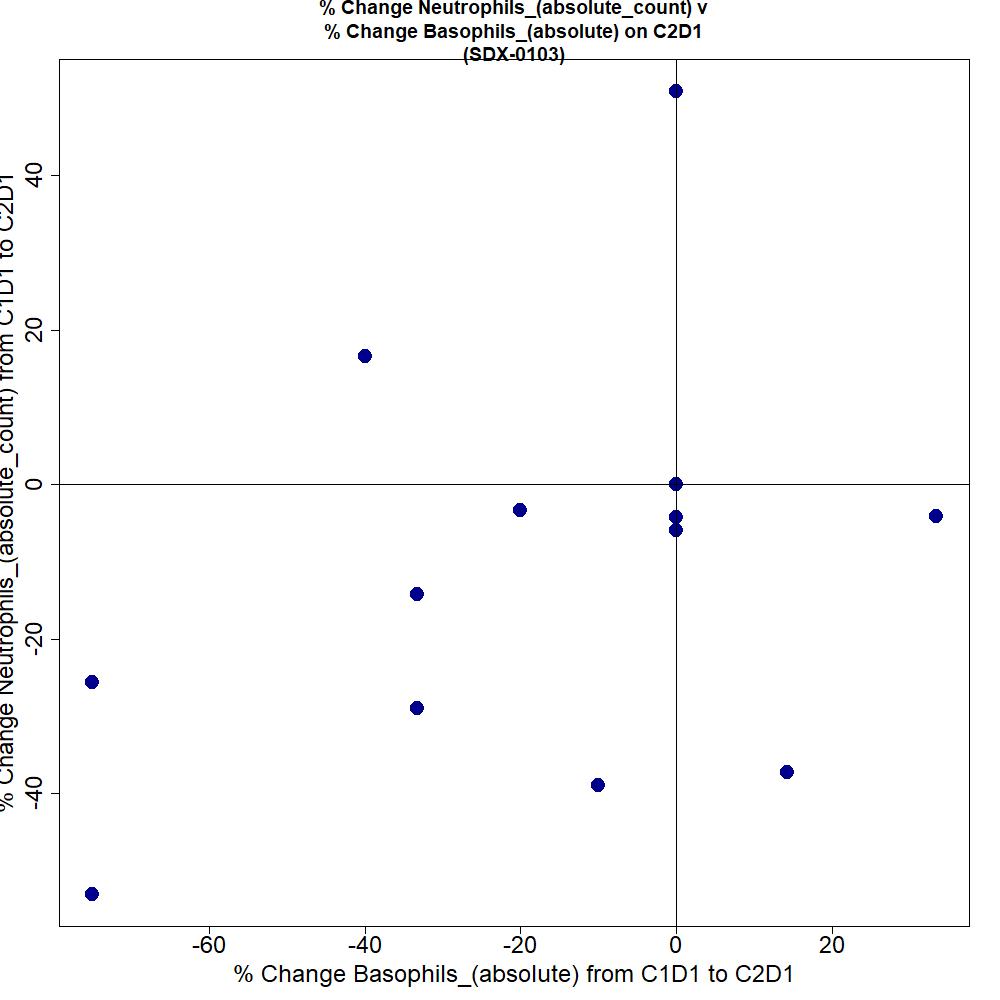 % Change Neutrophils_(absolute_count) v
% Change Basophils_(absolute) on C2D1
(SDX-0103)
% Change Neutrophils_(absolute_count) from C1D1 to C2D1
40
20
0
-20
-40
-60
-40
-20
0
20
% Change Basophils_(absolute) from C1D1 to C2D1